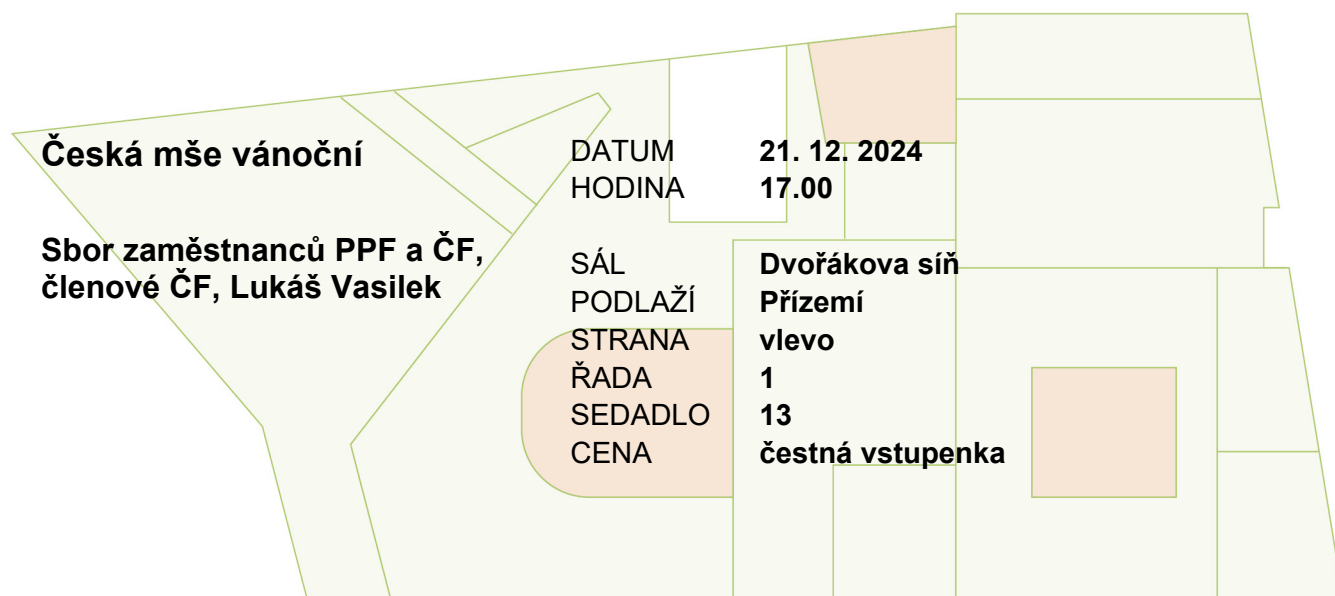 Česká mše vánoční
Sbor zaměstnanců PPF a ČF,
členové ČF, Lukáš Vasilek
DATUM 21. 12. 2024
HODINA 17.00
SÁL Dvořákova síň
PODLAŽÍ Přízemí
STRANA vlevo
ŘADA 1
SEDADLO 13
CENA čestná vstupenka